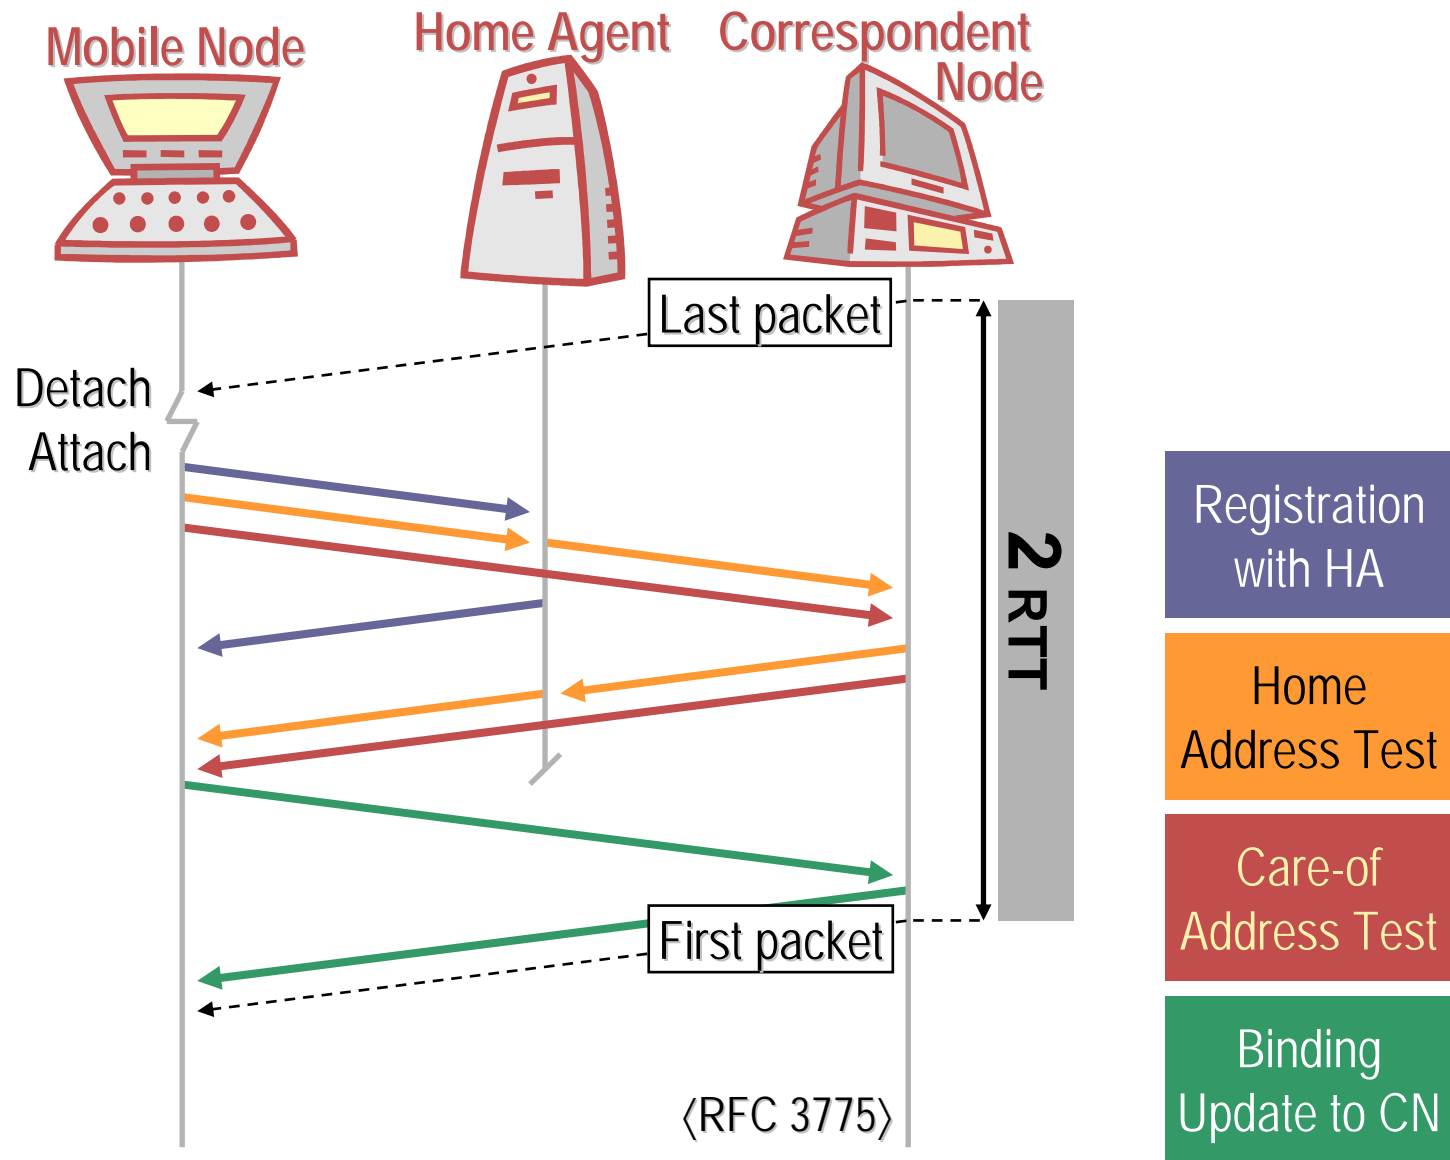 Mobile Node
Home Agent
Correspondent
Node
Last packet
Detach
Attach
2 RTT
First packet
〈RFC 3775〉
Registration
with HA
Home
Address Test
Care-of
Address Test
Binding
Update to CN